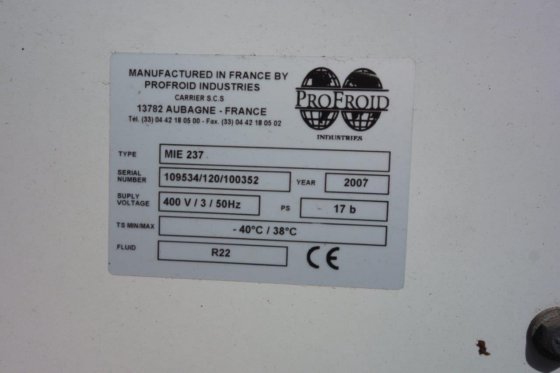 MANUFACTURED IN FRANCE BY
PROFROID INDUSTRIES
CARRIER S.C.S
13782 AUBAGNE - FRANCE
Tél. (33) 04 42 18 05 00 - Fax. (33) 04 42 18 05 02
PROFROID
INDUSTRIES
TYPE MIE 237
SERIAL NUMBER 109534/120/100352 YEAR 2007
SUPLY VOLTAGE 400 V / 3 / 50Hz PS 17 b
TS MIN/MAX - 40°C / 38°C
FLUID R22 CE